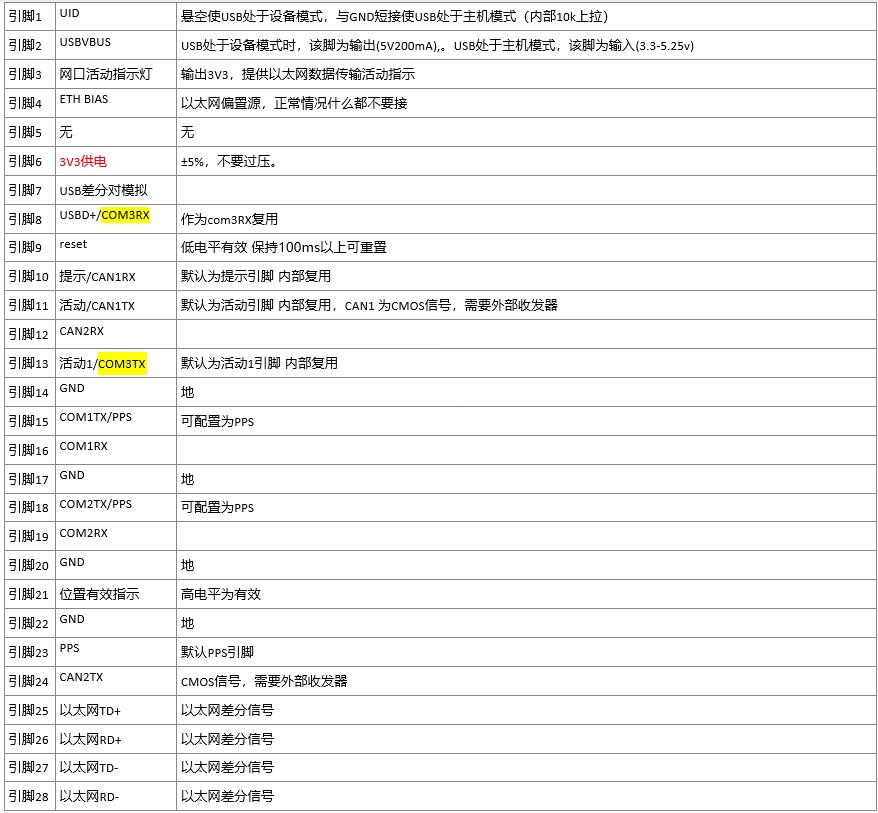 引脚1 UID 悬空使USB处于设备模式，与GND短接使USB处于主机模式（内部10k上拉）
引脚2 USBVBUS USB处于设备模式时，该脚为输出(5V200mA),。USB处于主机模式，该脚为输入(3.3-5.25v)
引脚3 网口活动指示灯 输出3V3，提供以太网数据传输活动指示
引脚4 ETH BIAS 以太网偏置源，正常情况什么都不要接
引脚5 无 无
引脚6 3V3供电 ±5%，不要过压。
引脚7 USB差分对模拟
引脚8 USBD+/COM3RX 作为com3RX复用
引脚9 reset 低电平有效 保持100ms以上可重置
引脚10 提示/CAN1RX 默认为提示引脚 内部复用
引脚11 活动/CAN1TX 默认为活动引脚 内部复用，CAN1 为CMOS信号，需要外部收发器
引脚12 CAN2RX
引脚13 活动1/COM3TX 默认为活动1引脚 内部复用
引脚14 GND 地
引脚15 COM1TX/PPS 可配置为PPS
引脚16 COM1RX
引脚17 GND 地
引脚18 COM2TX/PPS 可配置为PPS
引脚19 COM2RX
引脚20 GND 地
引脚21 位置有效指示 高电平为有效
引脚22 GND 地
引脚23 PPS 默认PPS引脚
引脚24 CAN2TX CMOS信号，需要外部收发器
引脚25 以太网TD+ 以太网差分信号
引脚26 以太网RD+ 以太网差分信号
引脚27 以太网TD- 以太网差分信号
引脚28 以太网RD- 以太网差分信号